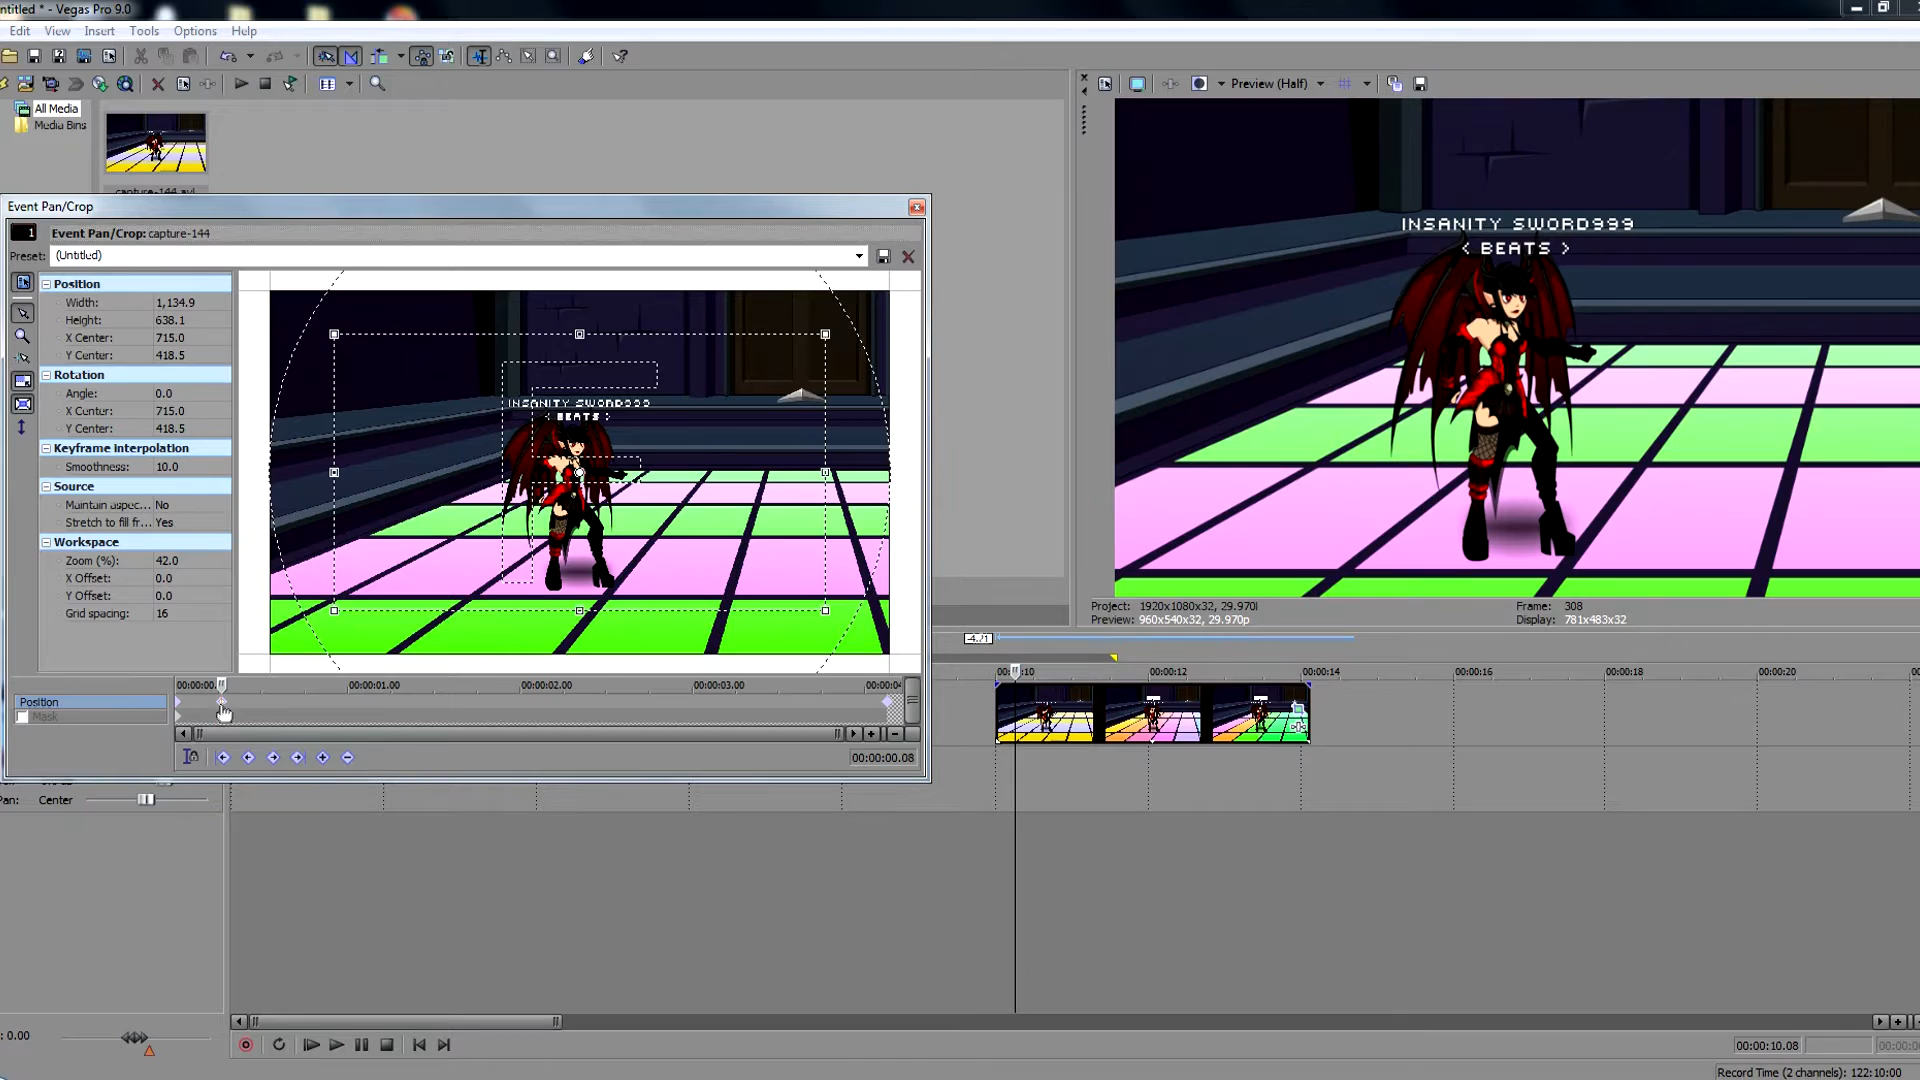 ntitled * - Vegas Pro 9.0
Edit View Insert Tools Options Help
Preview (Half)
All Media
Media Bins
capture-144.avi
Event Pan/Crop
1 Event Pan/Crop: capture-144
Preset: (Untitled)
Position
Width: 1,134.9
Height: 638.1
X Center: 715.0
Y Center: 418.5
Rotation
Angle: 0.0
X Center: 715.0
Y Center: 418.5
Keyframe interpolation
Smoothness: 10.0
Source
Maintain aspec... No
Stretch to fill fr... Yes
Workspace
Zoom (%): 42.0
X Offset: 0.0
Y Offset: 0.0
Grid spacing: 16
INSANITY SWORD999
BEATS
INSANITY SWORD999
< BEATS >
Project: 1920x1080x32, 29.970i
Preview: 960x540x32, 29.970p
Frame: 308
Display: 781x483x32
-4.21
00:00:10 00:00:12 00:00:14 00:00:16 00:00:18 00:00:20
00:00:00 00:00:01.00 00:00:02.00 00:00:03.00 00:00:04
Position
Mask
00:00:00.08
Pan: Center
: 0.00
00:00:10.08
Record Time (2 channels): 122:10:00